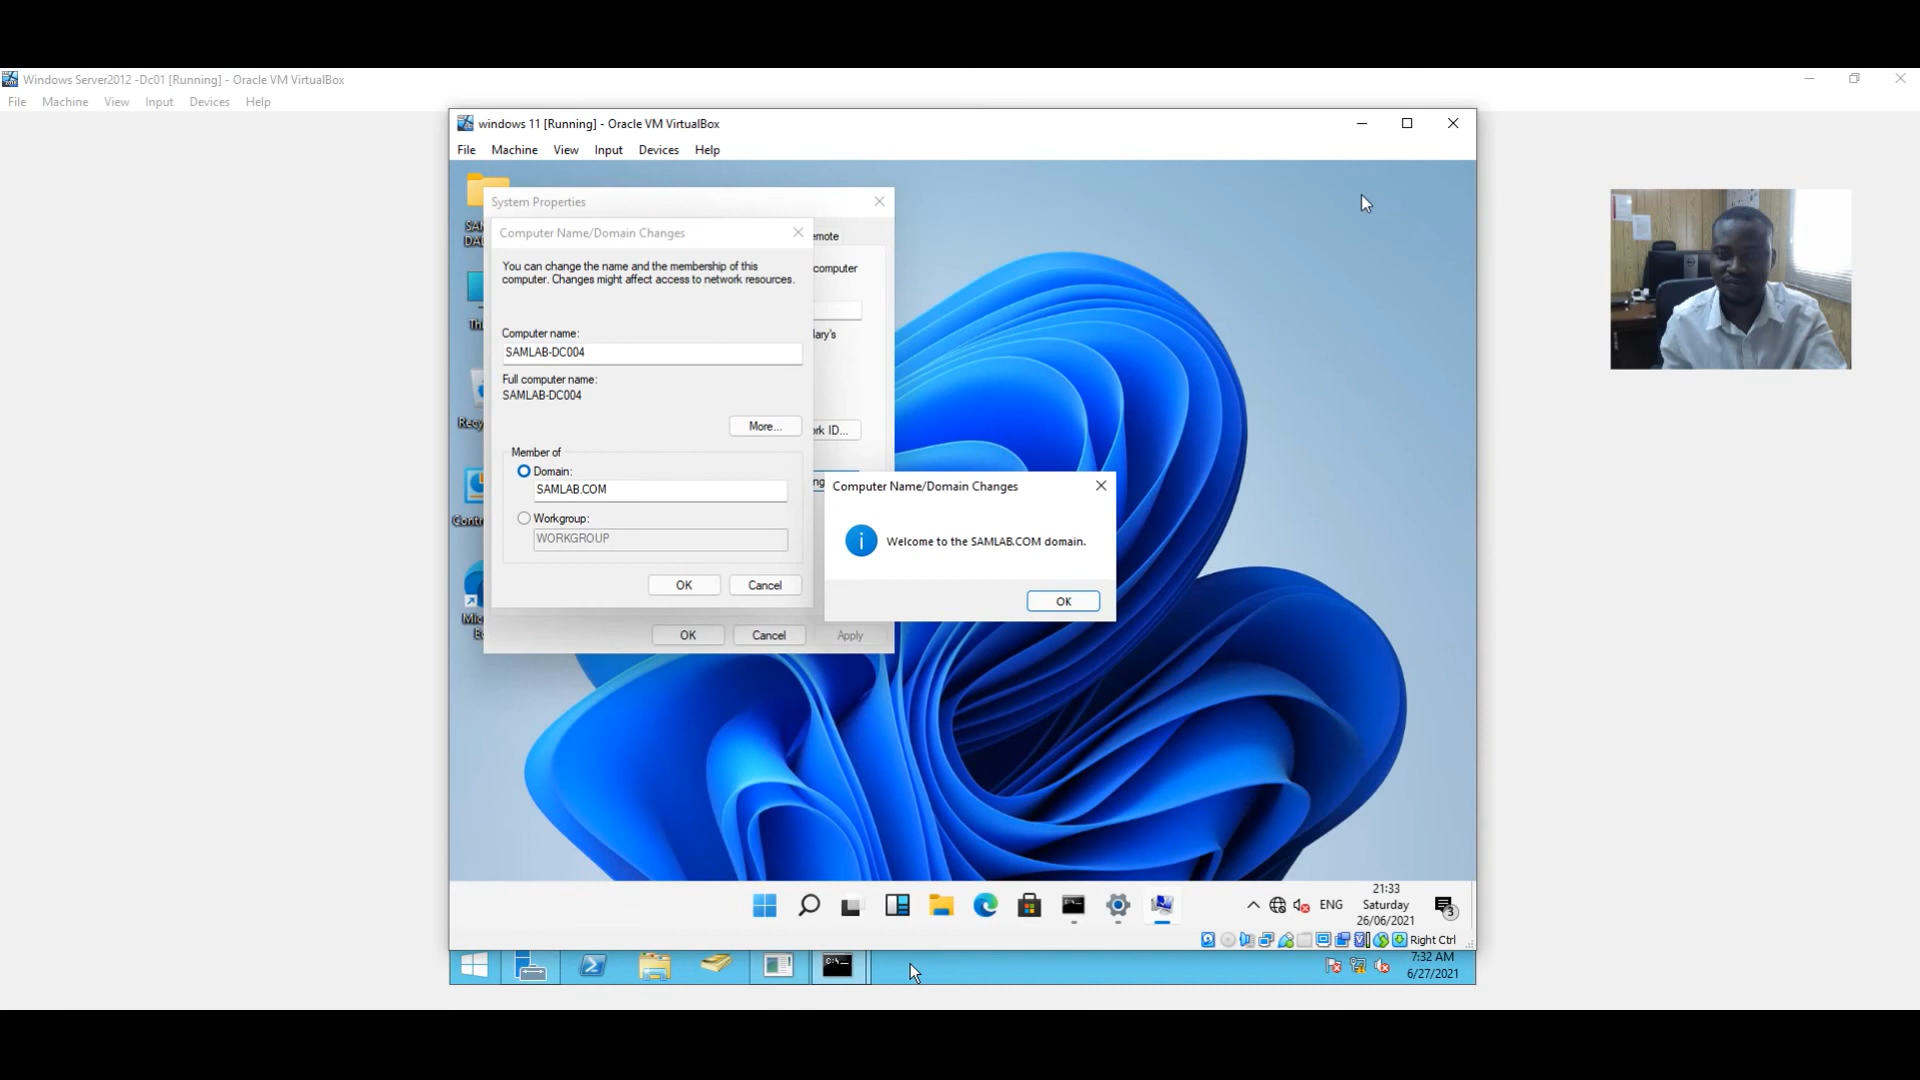 Windows Server2012 -Dc01 [Running] - Oracle VM VirtualBox
File Machine View Input Devices Help
windows 11 [Running] - Oracle VM VirtualBox
File Machine View Input Devices Help
System Properties
Computer Name/Domain Changes
You can change the name and the membership of this
computer. Changes might affect access to network resources.
computer
Computer name:
SAMLAB-DC004
Full computer name:
SAMLAB-DC004
More...
ID...
Member of
Domain:
SAMLAB.COM
Workgroup:
WORKGROUP
OK Cancel
OK Cancel Apply
Computer Name/Domain Changes
Welcome to the SAMLAB.COM domain.
OK
ENG
21:33
Saturday
26/06/2021
3
Right Ctrl
7:32 AM
6/27/2021